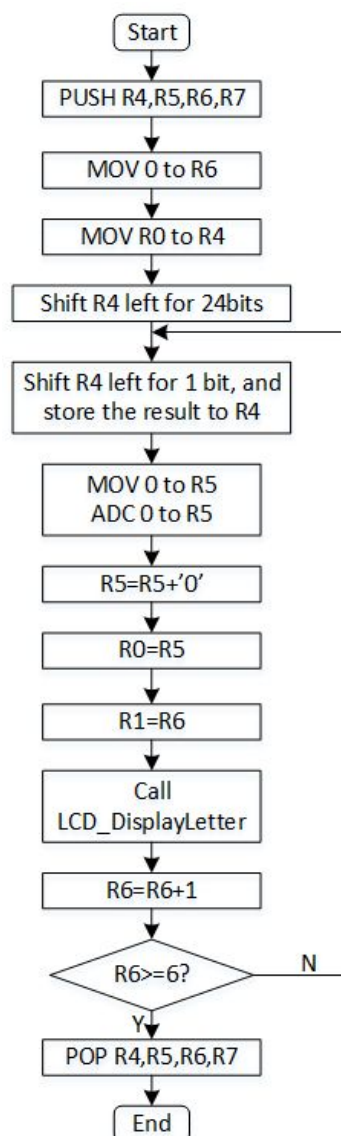 Start
PUSH R4,R5,R6,R7
MOV 0 to R6
MOV R0 to R4
Shift R4 left for 24bits
Shift R4 left for 1 bit, and
store the result to R4
MOV 0 to R5
ADC 0 to R5
R5=R5+'0'
R0=R5
R1=R6
Call
LCD_DisplayLetter
R6=R6+1
R6>=6?
N
Y
POP R4,R5,R6,R7
End